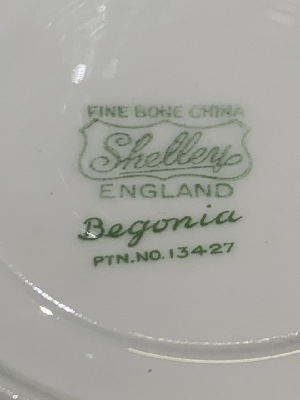 FINE BONE CHINA
Shelley
ENGLAND
Begonia
PTN.NO.13427